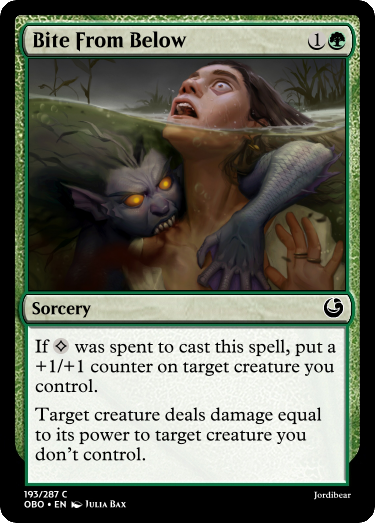 Bite From Below 1
Sorcery
If was spent to cast this spell, put a
+1/+1 counter on target creature you
control.
Target creature deals damage equal
to its power to target creature you
don't control.
193/287 C
OBO • EN Julia Bax
Jordibear